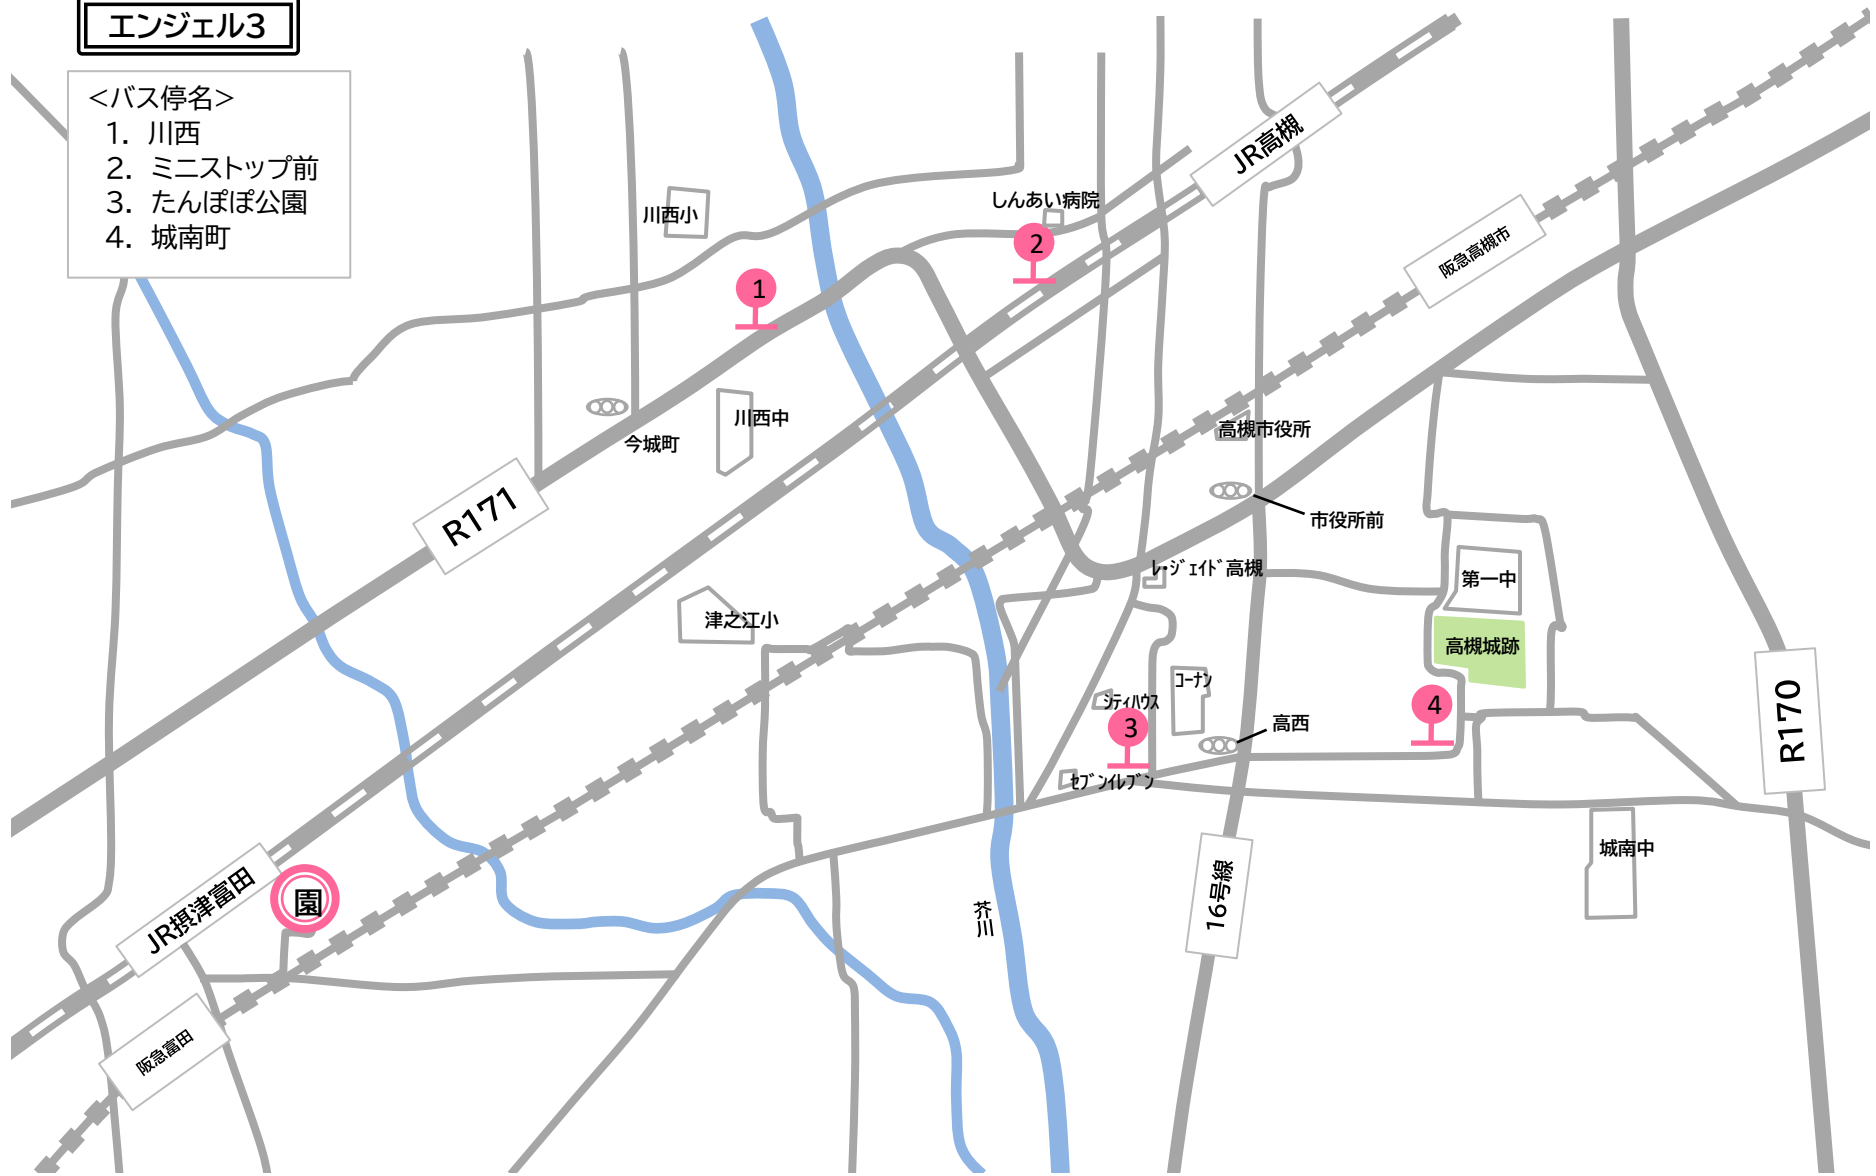 エンジェル3
<バス停名>
1. 川西
2. ミニストップ前
3. たんぽぽ公園
4. 城南町
JR高槻
川西小
しんあい病院
2
阪急高槻市
1
川西中
今城町
高槻市役所
R171
市役所前
レ・ジェイド高槻
第一中
津之江小
高槻城跡
コーナン
シティハウス
4
3
高西
R170
セブンイレブン
城南中
JR摂津富田
園
16号線
芥川
阪急富田